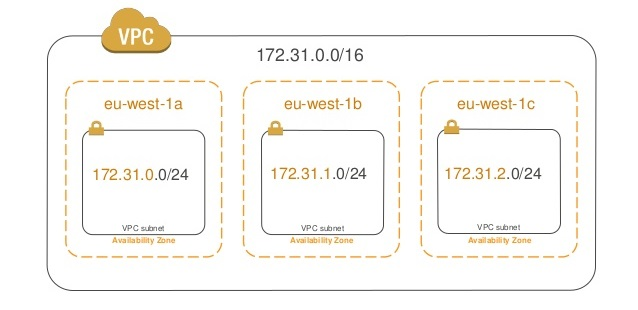 VPC
172.31.0.0/16
eu-west-1a
eu-west-1b
eu-west-1c
172.31.0.0/24
172.31.1.0/24
172.31.2.0/24
VPC subnet
VPC subnet
VPC subnet
Availability Zone
Availability Zone
Availability Zone